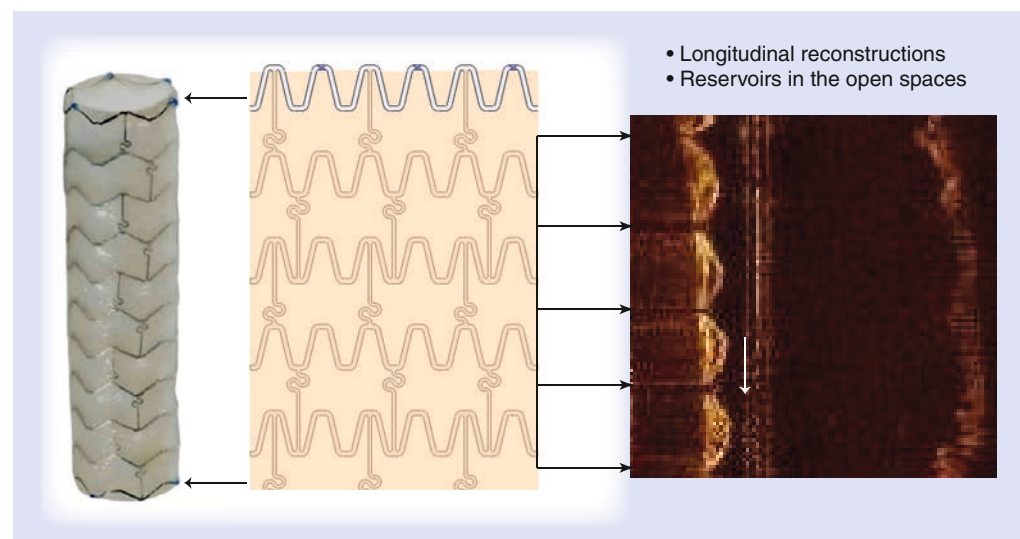 • Longitudinal reconstructions
• Reservoirs in the open spaces